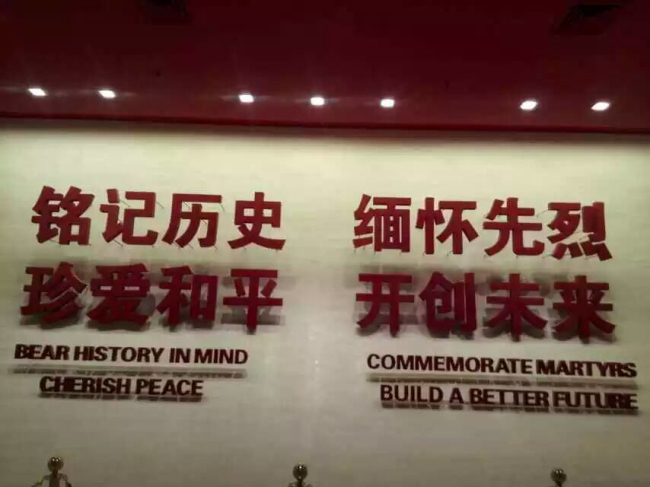 铭记历史 缅怀先烈
珍爱和平 开创未来
BEAR HISTORY IN MIND
CHERISH PEACE
COMMEMORATE MARTYRS
BUILD A BETTER FUTURE